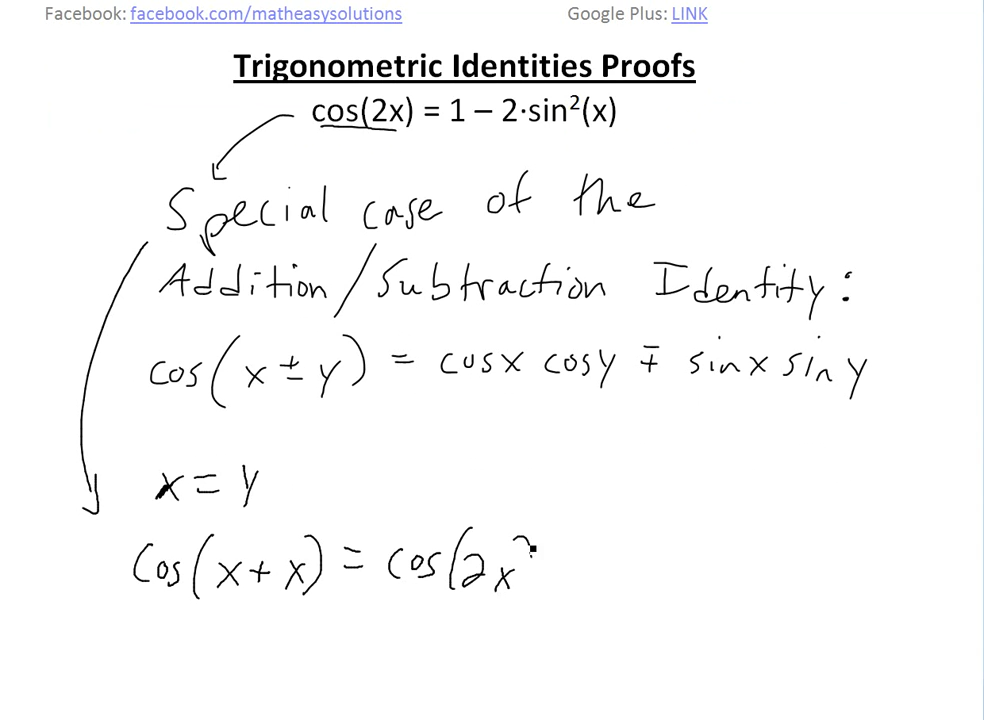 Facebook: facebook.com/matheasysolutions Google Plus: LINK
Trigonometric Identities Proofs
cos(2x) = 1 – 2·sin²(x)
Special case of the
Addition/Subtraction Identity:
cos(x ± y) = cosx cosy ∓ sinx siny
x = y
Cos(x + x) = cos(2x